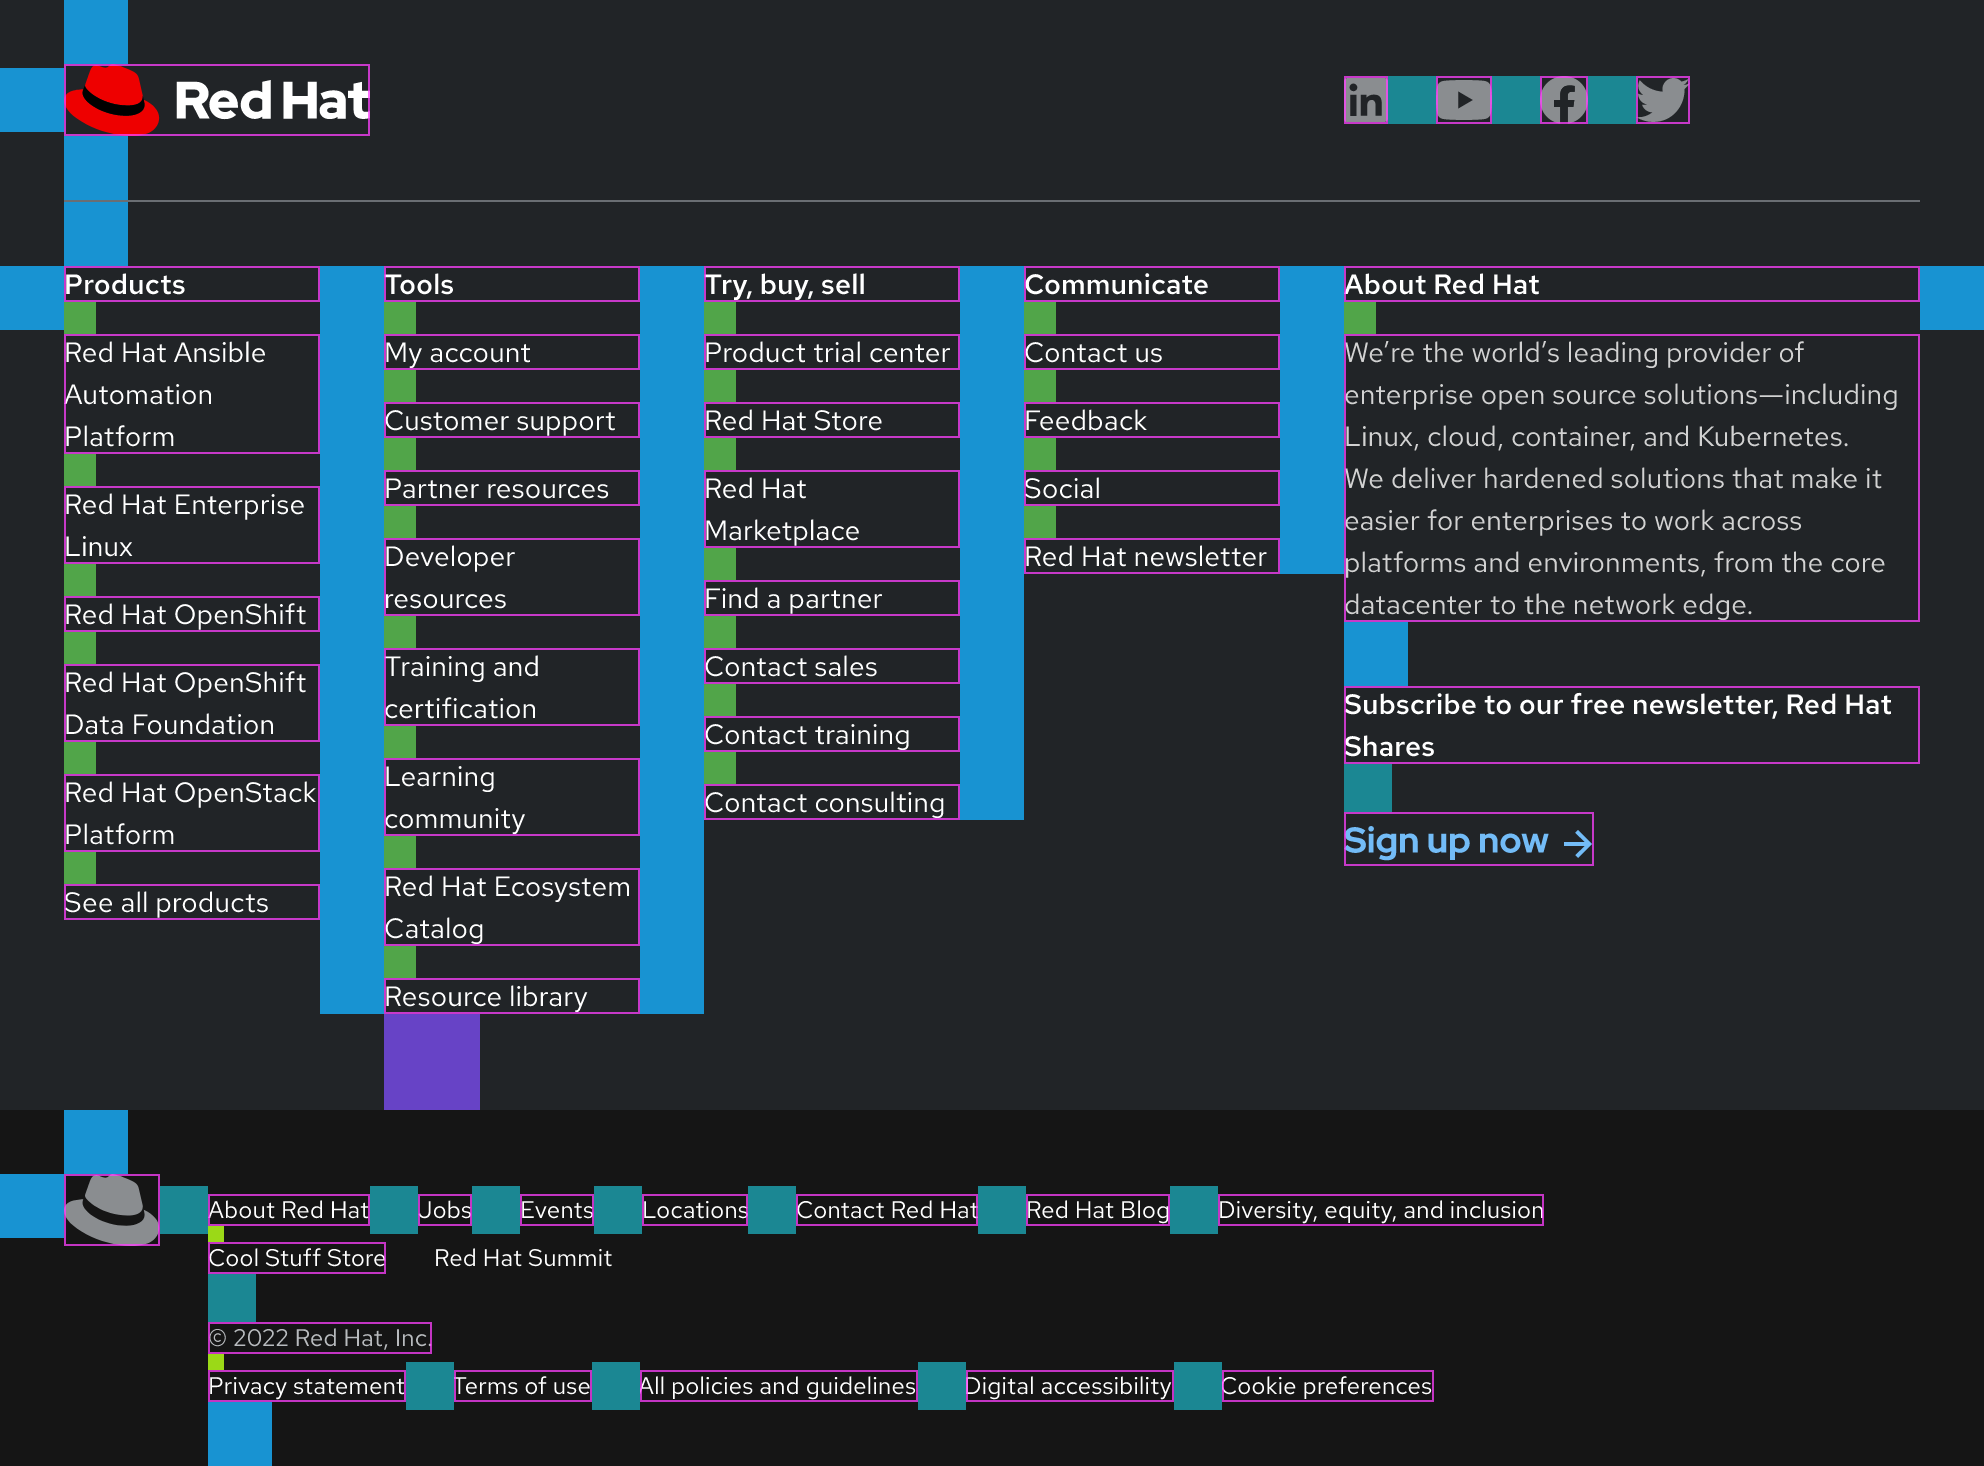 Red Hat
in
Products
Red Hat Ansible
Automation
Platform
Red Hat Enterprise
Linux
Red Hat OpenShift
Red Hat OpenShift
Data Foundation
Red Hat OpenStack
Platform
See all products
Tools
My account
Customer support
Partner resources
Developer
resources
Training and
certification
Learning
community
Red Hat Ecosystem
Catalog
Resource library
Try, buy, sell
Product trial center
Red Hat Store
Red Hat
Marketplace
Find a partner
Contact sales
Contact training
Contact consulting
Communicate
Contact us
Feedback
Social
Red Hat newsletter
About Red Hat
We’re the world’s leading provider of
enterprise open source solutions—including
Linux, cloud, container, and Kubernetes.
We deliver hardened solutions that make it
easier for enterprises to work across
platforms and environments, from the core
datacenter to the network edge.
Subscribe to our free newsletter, Red Hat
Shares
Sign up now →
About Red Hat Jobs Events Locations Contact Red Hat Red Hat Blog Diversity, equity, and inclusion
Cool Stuff Store Red Hat Summit
© 2022 Red Hat, Inc.
Privacy statement Terms of use All policies and guidelines Digital accessibility Cookie preferences